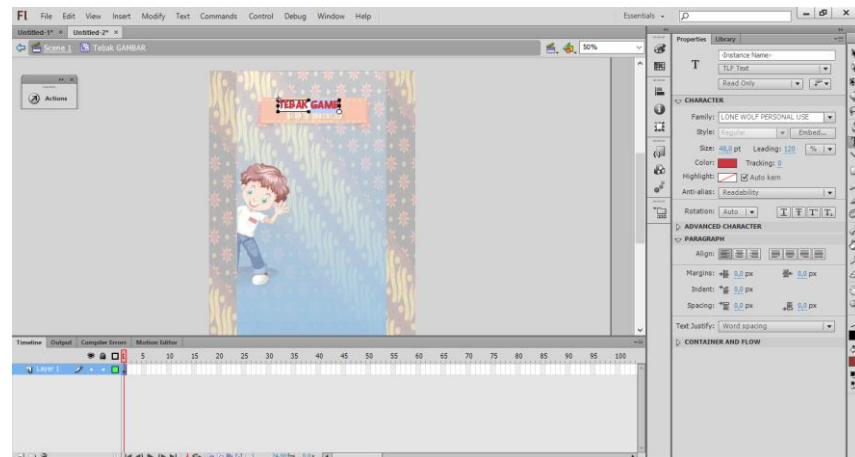 Fl File Edit View Insert Modify Text Commands Control Debug Window Help Essentials
Untitled-1* × Untitled-2* ×
Scene 1 Tebak GAMBAR 50%
Actions
TEBAK GAMB
Properties Library
<Instance Name>
T TLF Text
Read Only
CHARACTER
Family: LONE WOLF PERSONAL USE
Style: Regular Embed...
Size: 48,0 pt Leading: 120 %
Color: Tracking: 0
Highlight: Auto kern
Anti-alias: Readability
Rotation: Auto
ADVANCED CHARACTER
PARAGRAPH
Align:
Margins: 0,0 px 0,0 px
Indent: 0,0 px
Spacing: 0,0 px 0,0 px
Text Justify: Word spacing
CONTAINER AND FLOW
Timeline Output Compiler Errors Motion Editor
5 10 15 20 25 30 35 40 45 50 55 60 65 70 75 80 85 90 95 100
Layer 1